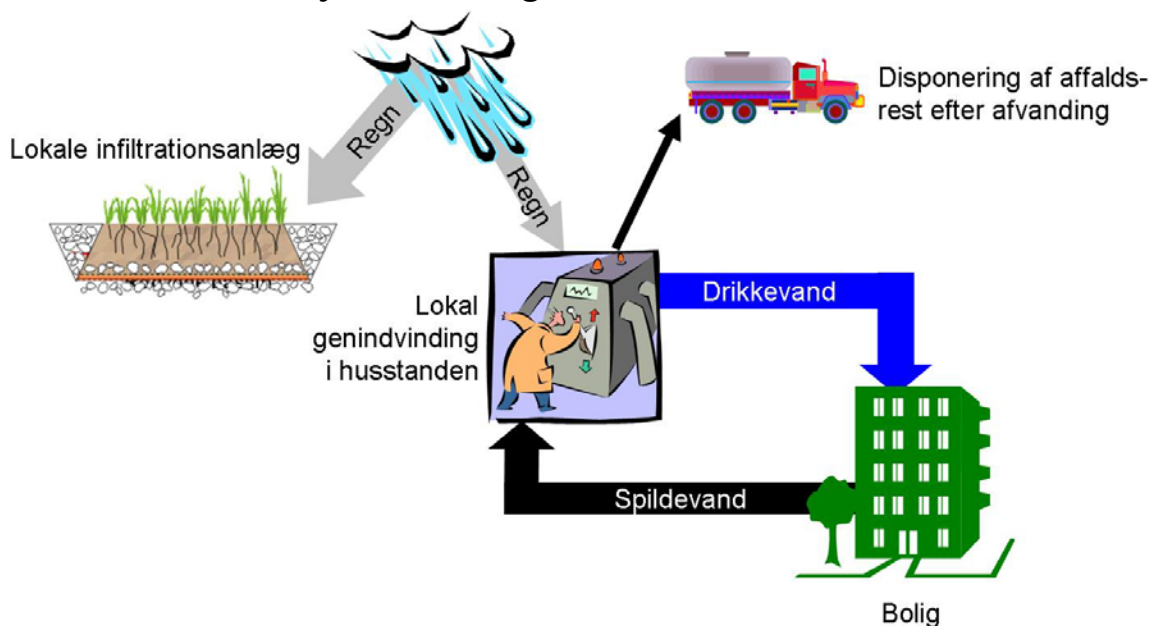 Disponering af affalds-
rest efter afvanding
Regn
Lokale infiltrationsanlæg
Regn
Drikkevand
Lokal
genindvinding
i husstanden
Spildevand
Bolig